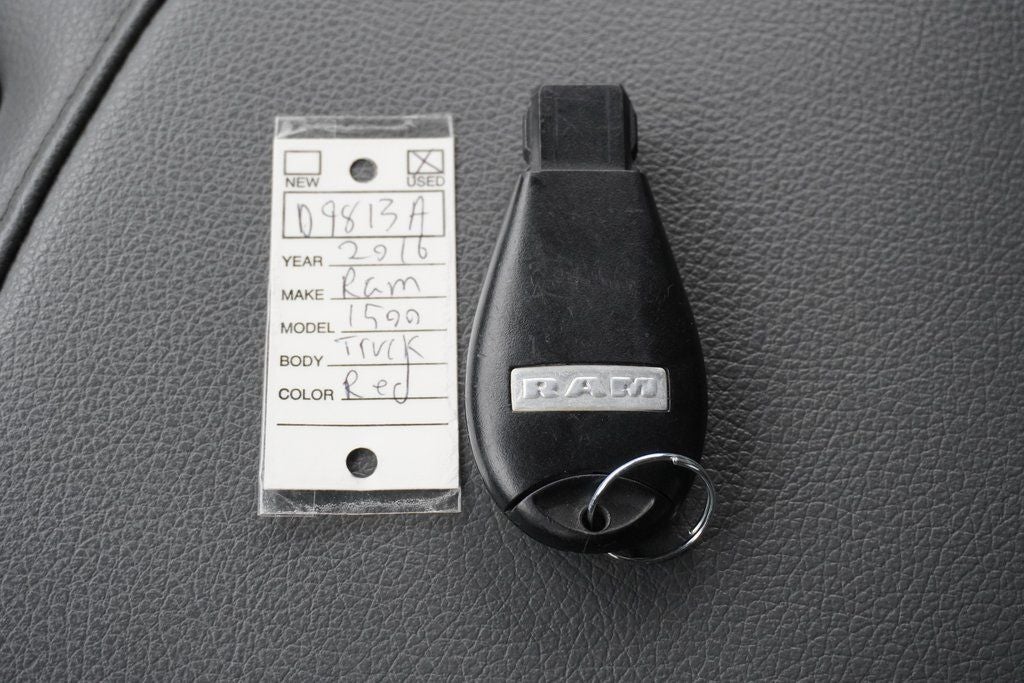 NEW USED
D9813A
YEAR 2016
MAKE Ram
MODEL 1500
BODY Truck
COLOR Red
RAM